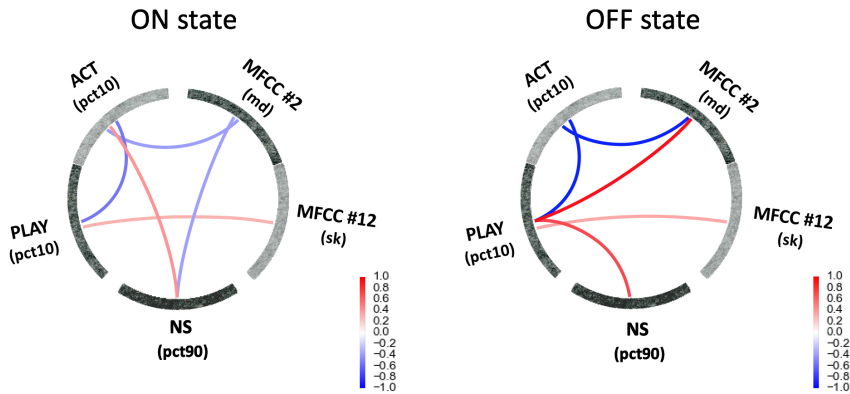 ON state
ACT
(pct10)
MFCC #2
(md)
PLAY
(pct10)
MFCC #12
(sk)
NS
(pct90)
1.0
0.8
0.6
0.4
0.2
0.0
−0.2
−0.4
−0.6
−0.8
−1.0
OFF state
ACT
(pct10)
MFCC #2
(md)
PLAY
(pct10)
MFCC #12
(sk)
NS
(pct90)
1.0
0.8
0.6
0.4
0.2
0.0
−0.2
−0.4
−0.6
−0.8
−1.0